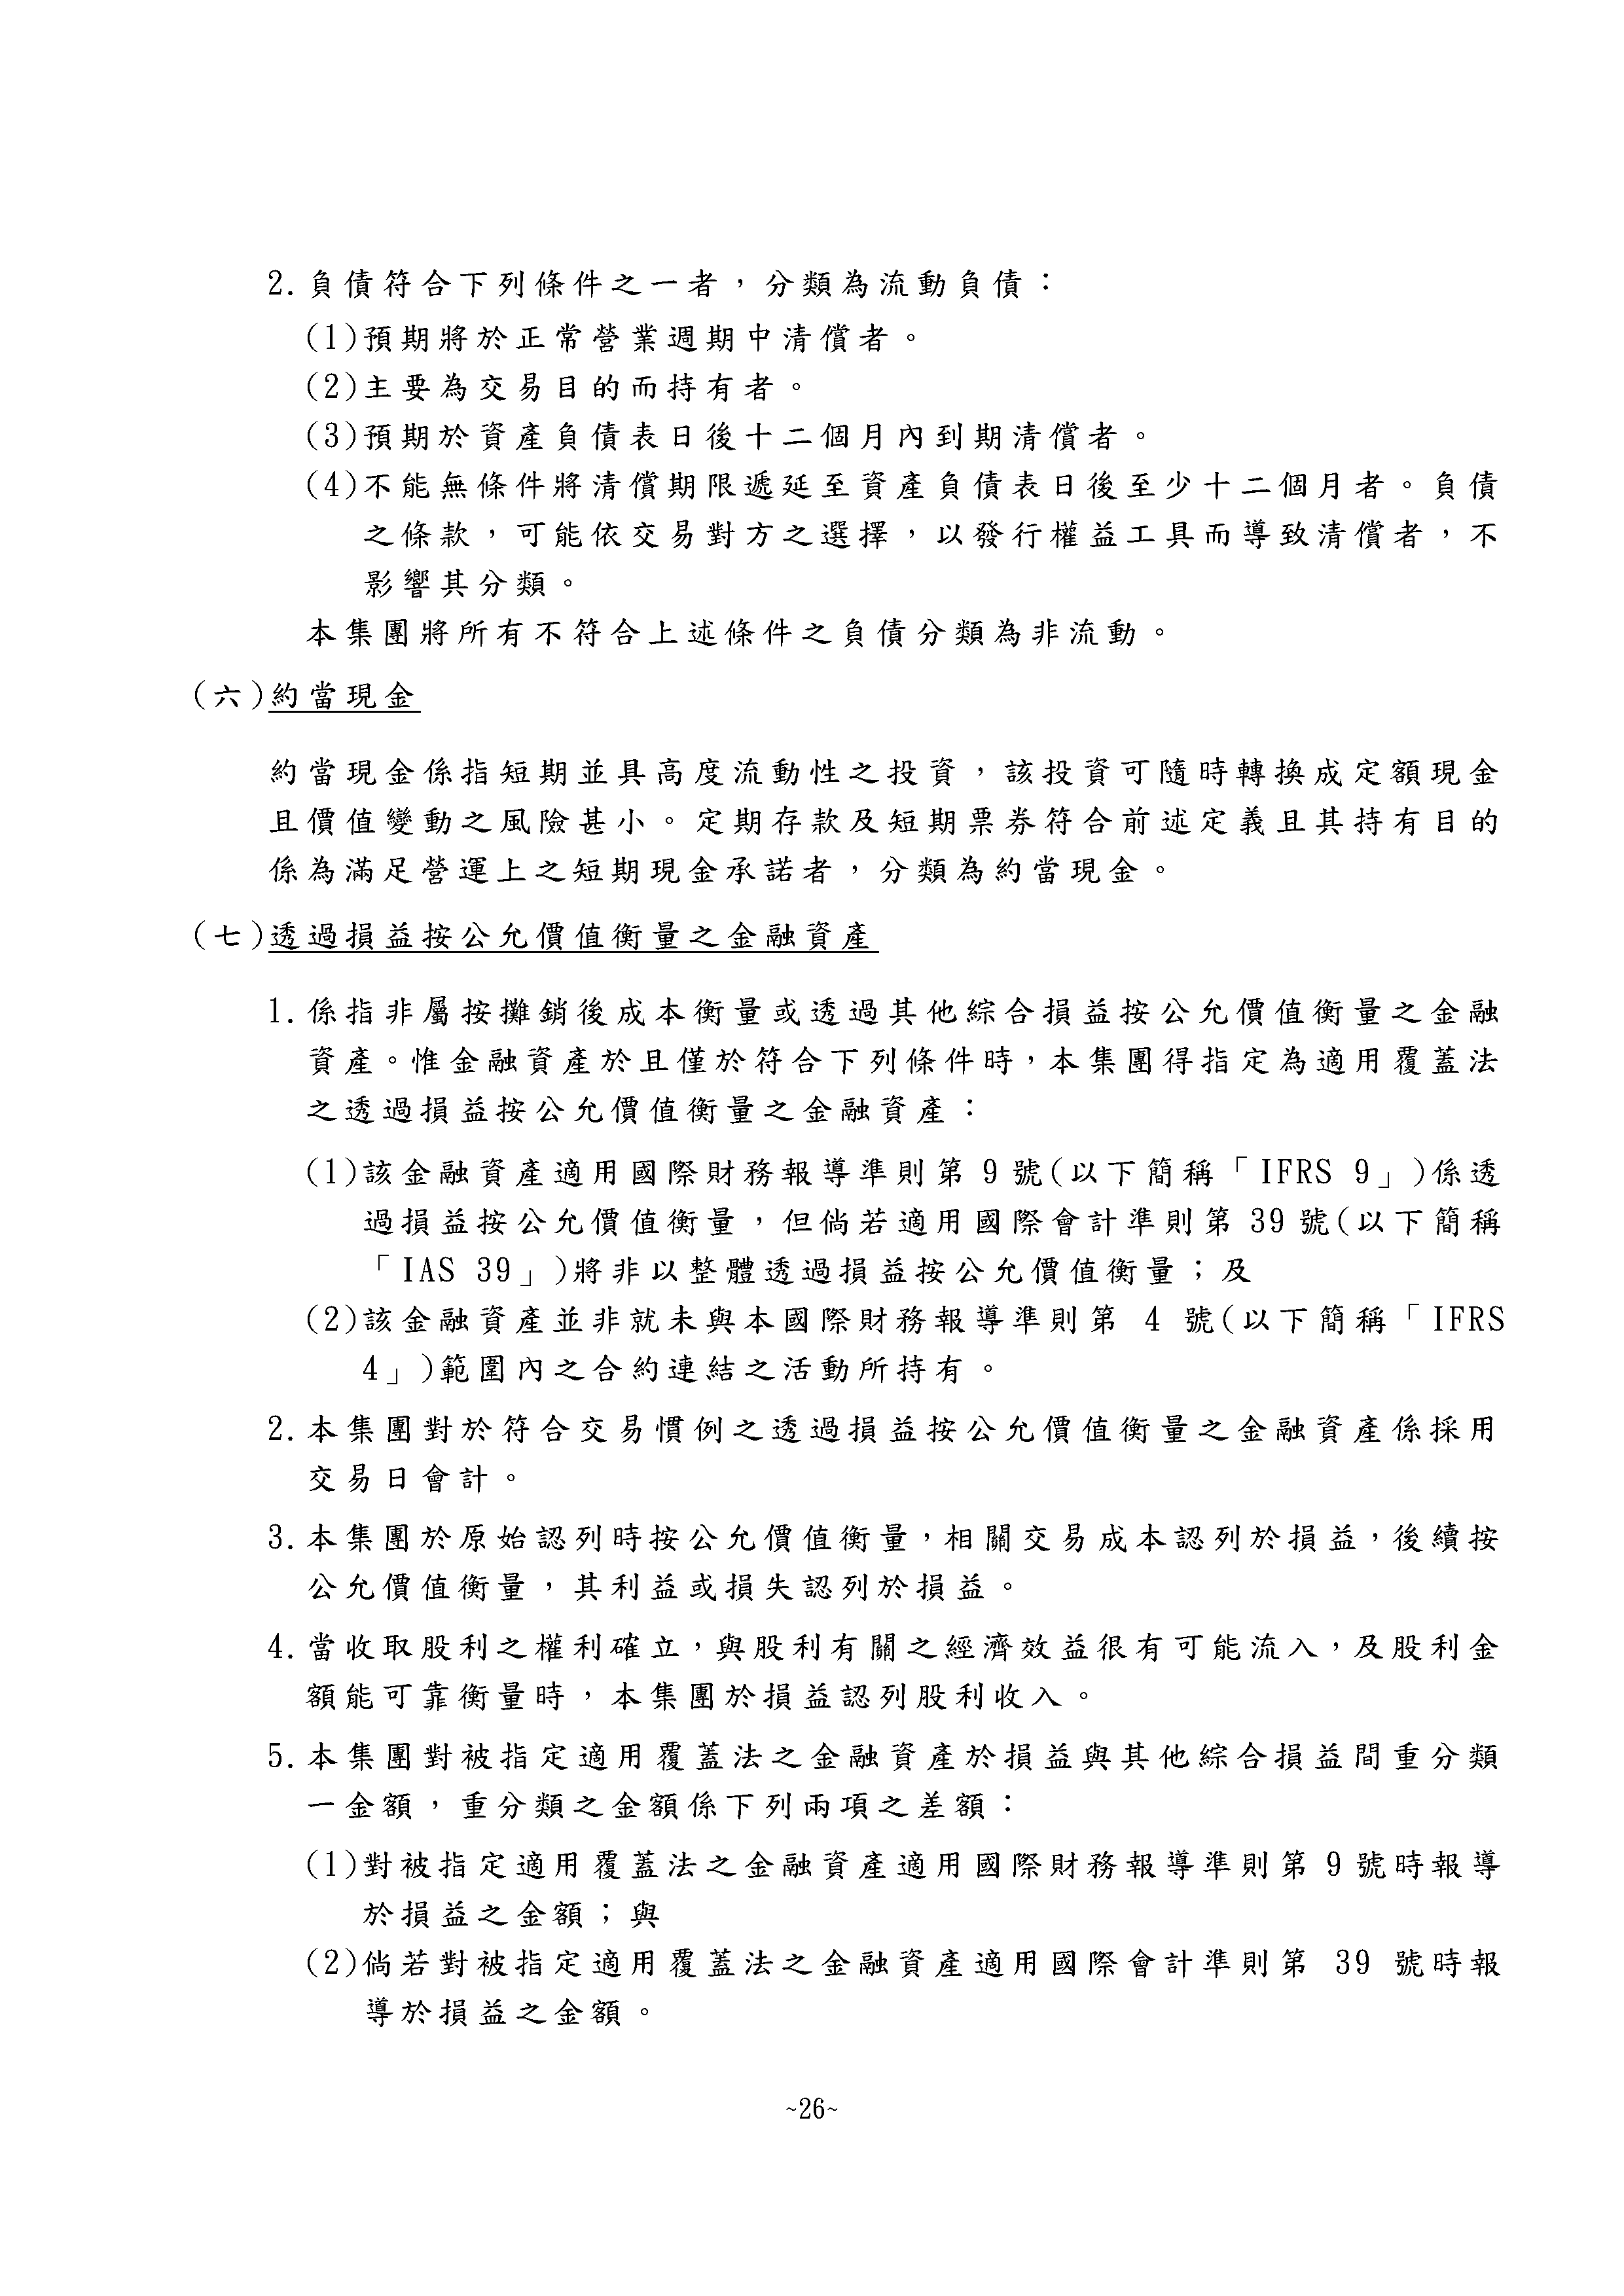 2.負債符合下列條件之一者，分類為流動負債：
(1)預期將於正常營業週期中清償者。
(2)主要為交易目的而持有者。
(3)預期於資產負債表日後十二個月內到期清償者。
(4)不能無條件將清償期限遞延至資產負債表日後至少十二個月者。負債
之條款，可能依交易對方之選擇，以發行權益工具而導致清償者，不
影響其分類。
本集團將所有不符合上述條件之負債分類為非流動。
(六)約當現金
約當現金係指短期並具高度流動性之投資，該投資可隨時轉換成定額現金
且價值變動之風險甚小。定期存款及短期票券符合前述定義且其持有目的
係為滿足營運上之短期現金承諾者，分類為約當現金。
(七)透過損益按公允價值衡量之金融資產
1.係指非屬按攤銷後成本衡量或透過其他綜合損益按公允價值衡量之金融
資產。惟金融資產於且僅於符合下列條件時，本集團得指定為適用覆蓋法
之透過損益按公允價值衡量之金融資產：
(1)該金融資產適用國際財務報導準則第 9 號(以下簡稱「IFRS 9」)係透
過損益按公允價值衡量，但倘若適用國際會計準則第 39 號(以下簡稱
「IAS 39」)將非以整體透過損益按公允價值衡量；及
(2)該金融資產並非就未與本國際財務報導準則第 4 號(以下簡稱「IFRS
4」)範圍內之合約連結之活動所持有。
2.本集團對於符合交易慣例之透過損益按公允價值衡量之金融資產係採用
交易日會計。
3.本集團於原始認列時按公允價值衡量，相關交易成本認列於損益，後續按
公允價值衡量，其利益或損失認列於損益。
4.當收取股利之權利確立，與股利有關之經濟效益很有可能流入，及股利金
額能可靠衡量時，本集團於損益認列股利收入。
5.本集團對被指定適用覆蓋法之金融資產於損益與其他綜合損益間重分類
一金額，重分類之金額係下列兩項之差額：
(1)對被指定適用覆蓋法之金融資產適用國際財務報導準則第 9 號時報導
於損益之金額；與
(2)倘若對被指定適用覆蓋法之金融資產適用國際會計準則第 39 號時報
導於損益之金額。
~26~